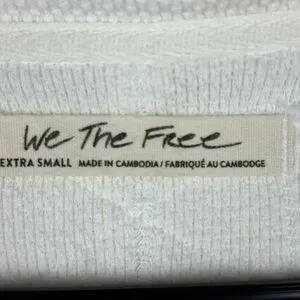 We The Free
EXTRA SMALL MADE IN CAMBODIA / FABRIQUÉ AU CAMBODGE